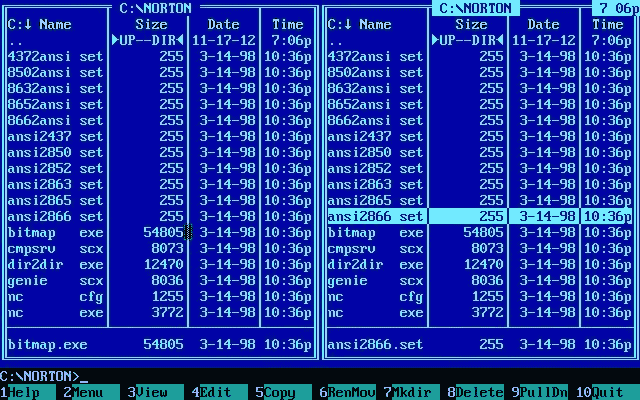 C:\NORTON C:\NORTON 7 06p
C:↓ Name Size Date Time C:↓ Name Size Date Time
.. ►UP--DIR◄ 11-17-12 7:06p .. ►UP--DIR◄ 11-17-12 7:06p
4372ansi set 255 3-14-98 10:36p 4372ansi set 255 3-14-98 10:36p
8502ansi set 255 3-14-98 10:36p 8502ansi set 255 3-14-98 10:36p
8632ansi set 255 3-14-98 10:36p 8632ansi set 255 3-14-98 10:36p
8652ansi set 255 3-14-98 10:36p 8652ansi set 255 3-14-98 10:36p
8662ansi set 255 3-14-98 10:36p 8662ansi set 255 3-14-98 10:36p
ansi2437 set 255 3-14-98 10:36p ansi2437 set 255 3-14-98 10:36p
ansi2850 set 255 3-14-98 10:36p ansi2850 set 255 3-14-98 10:36p
ansi2852 set 255 3-14-98 10:36p ansi2852 set 255 3-14-98 10:36p
ansi2863 set 255 3-14-98 10:36p ansi2863 set 255 3-14-98 10:36p
ansi2865 set 255 3-14-98 10:36p ansi2865 set 255 3-14-98 10:36p
ansi2866 set 255 3-14-98 10:36p ansi2866 set 255 3-14-98 10:36p
bitmap exe 54805 3-14-98 10:36p bitmap exe 54805 3-14-98 10:36p
cmpsrv scx 8073 3-14-98 10:36p cmpsrv scx 8073 3-14-98 10:36p
dir2dir exe 12470 3-14-98 10:36p dir2dir exe 12470 3-14-98 10:36p
genie scx 8036 3-14-98 10:36p genie scx 8036 3-14-98 10:36p
nc cfg 1255 3-14-98 10:36p nc cfg 1255 3-14-98 10:36p
nc exe 3772 3-14-98 10:36p nc exe 3772 3-14-98 10:36p
bitmap.exe 54805 3-14-98 10:36p ansi2866.set 255 3-14-98 10:36p
C:\NORTON>_
1Help 2Menu 3View 4Edit 5Copy 6RenMov 7Mkdir 8Delete 9PullDn 10Quit